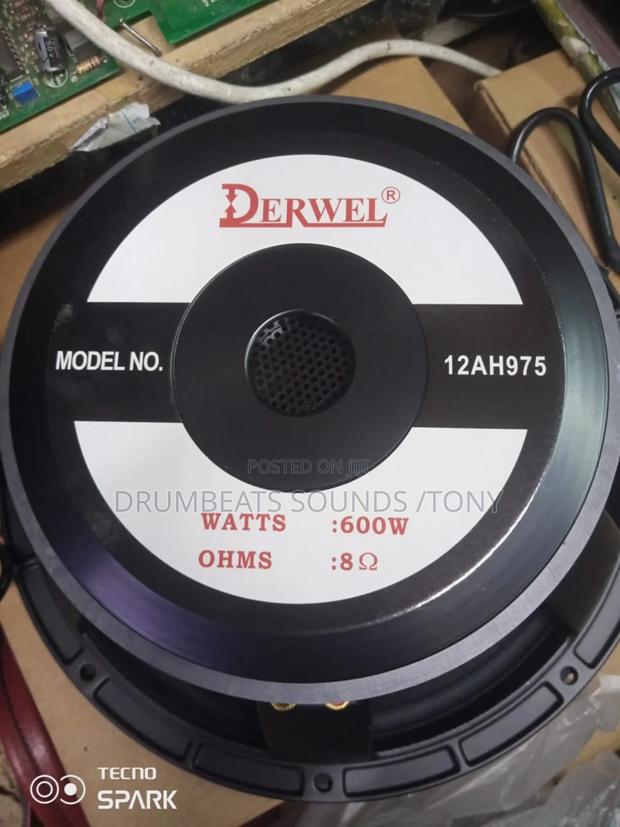 DERWEL®
MODEL NO. 12AH975
POSTED ON JIJI
DRUMBEATS SOUNDS /TONY
WATTS :600W
OHMS :8Ω
TECNO
SPARK